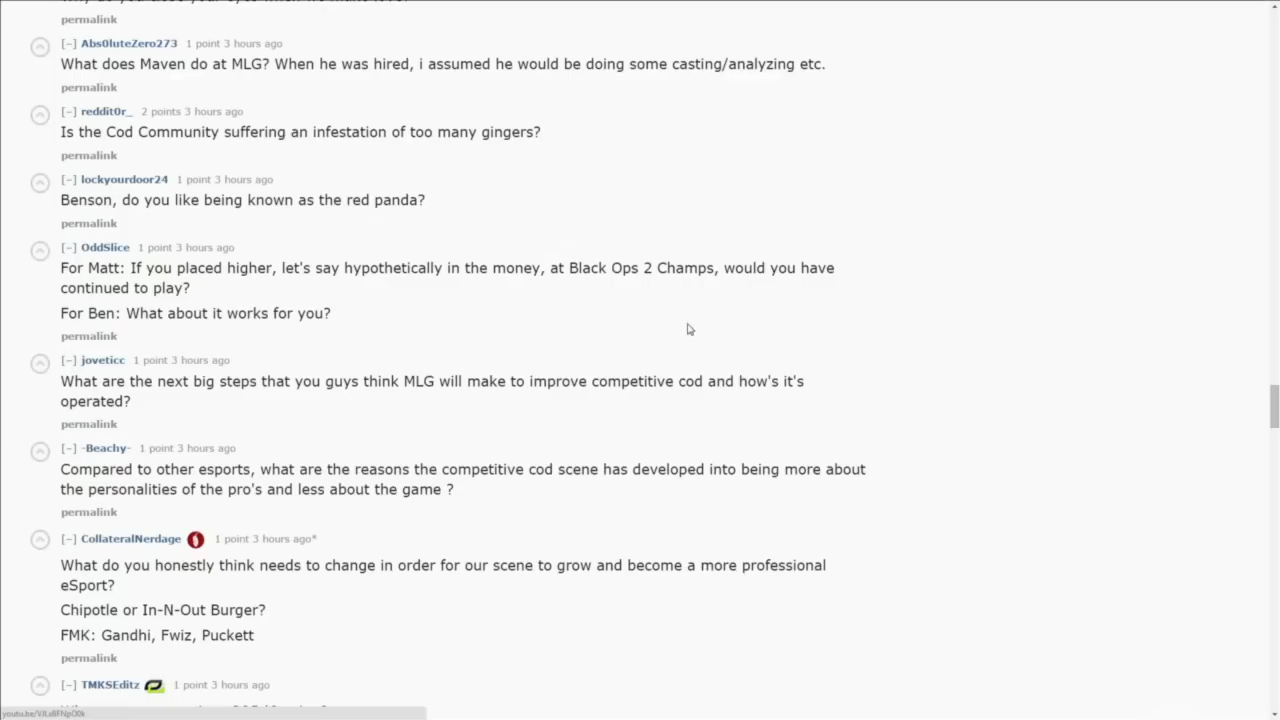 permalink
[–] Abs0luteZero273 1 point 3 hours ago
What does Maven do at MLG? When he was hired, i assumed he would be doing some casting/analyzing etc.
permalink
[–] reddit0r_ 2 points 3 hours ago
Is the Cod Community suffering an infestation of too many gingers?
permalink
[–] lockyourdoor24 1 point 3 hours ago
Benson, do you like being known as the red panda?
permalink
[–] OddSlice 1 point 3 hours ago
For Matt: If you placed higher, let's say hypothetically in the money, at Black Ops 2 Champs, would you have
continued to play?
For Ben: What about it works for you?
permalink
[–] joveticc 1 point 3 hours ago
What are the next big steps that you guys think MLG will make to improve competitive cod and how's it's
operated?
permalink
[–] -Beachy- 1 point 3 hours ago
Compared to other esports, what are the reasons the competitive cod scene has developed into being more about
the personalities of the pro's and less about the game ?
permalink
[–] CollateralNerdage 1 point 3 hours ago*
What do you honestly think needs to change in order for our scene to grow and become a more professional
eSport?
Chipotle or In-N-Out Burger?
FMK: Gandhi, Fwiz, Puckett
permalink
[–] TMKSEditz 1 point 3 hours ago